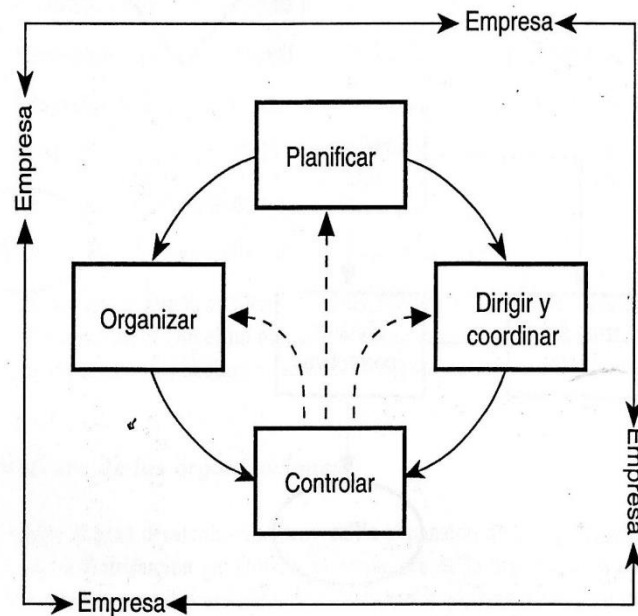 Empresa
Empresa
Planificar
Organizar
Dirigir y
coordinar
Controlar
Empresa
Empresa